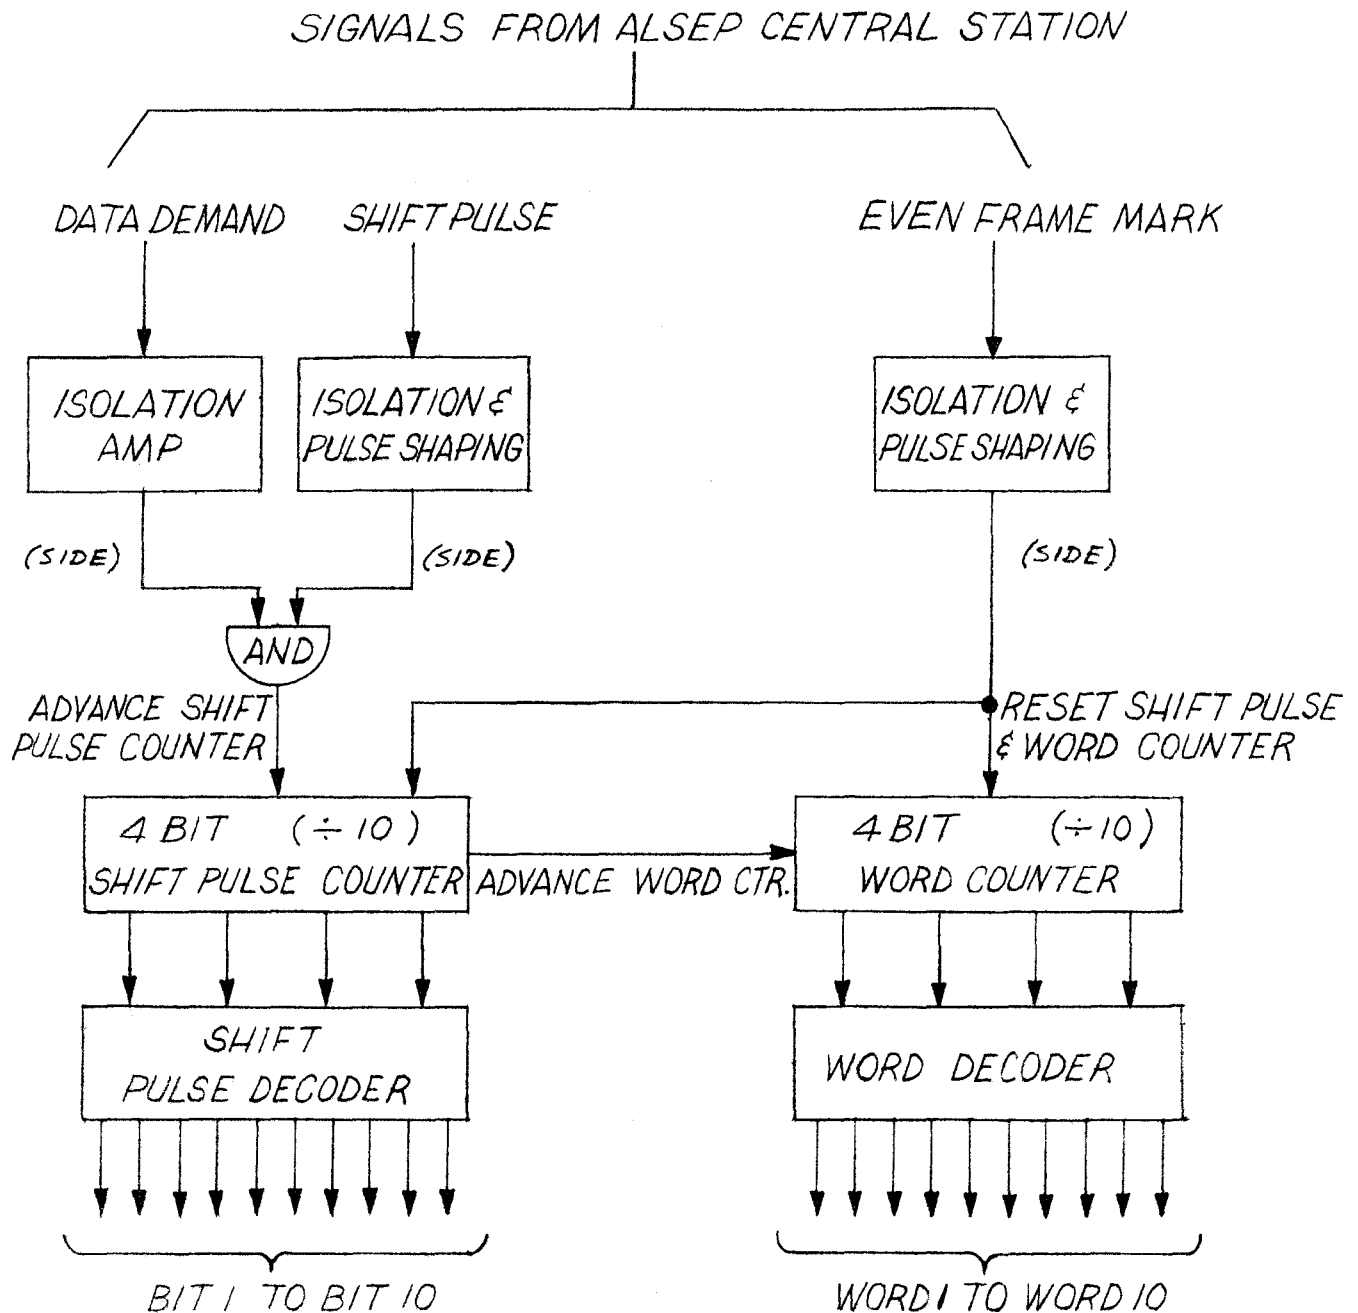 SIGNALS FROM ALSEP CENTRAL STATION
DATA DEMAND
SHIFT PULSE
EVEN FRAME MARK
ISOLATION
AMP
ISOLATION &
PULSE SHAPING
ISOLATION &
PULSE SHAPING
(SIDE)
(SIDE)
(SIDE)
AND
ADVANCE SHIFT
PULSE COUNTER
RESET SHIFT PULSE
& WORD COUNTER
4 BIT (÷10)
SHIFT PULSE COUNTER
ADVANCE WORD CTR.
4 BIT (÷10)
WORD COUNTER
SHIFT
PULSE DECODER
WORD DECODER
BIT 1 TO BIT 10
WORD 1 TO WORD 10